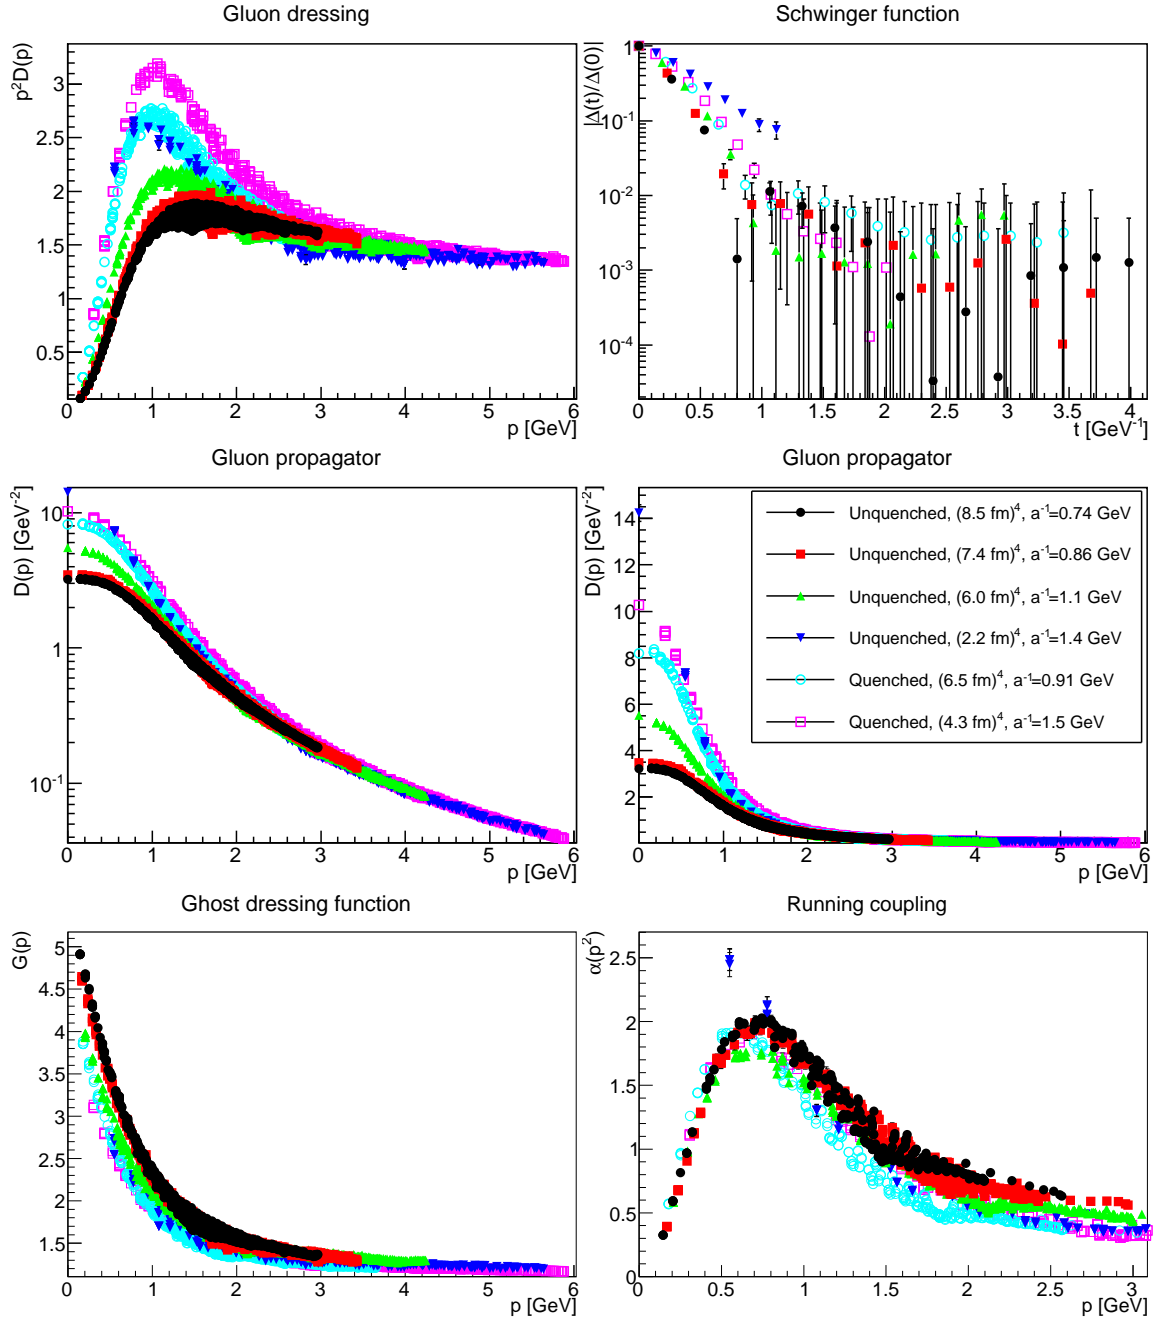 Gluon dressing
p²D(p)
3
2.5
2
1.5
1
0.5
0 1 2 3 4 5 6
p [GeV]
Schwinger function
|Δ(t)/Δ(0)|
1
10⁻¹
10⁻²
10⁻³
10⁻⁴
0 0.5 1 1.5 2 2.5 3 3.5 4
t [GeV⁻¹]
Gluon propagator
D(p) [GeV⁻²]
10
1
10⁻¹
0 1 2 3 4 5 6
p [GeV]
Gluon propagator
D(p) [GeV⁻²]
14
12
10
8
6
4
2
0 1 2 3 4 5 6
p [GeV]
Unquenched, (8.5 fm)⁴, a⁻¹=0.74 GeV
Unquenched, (7.4 fm)⁴, a⁻¹=0.86 GeV
Unquenched, (6.0 fm)⁴, a⁻¹=1.1 GeV
Unquenched, (2.2 fm)⁴, a⁻¹=1.4 GeV
Quenched, (6.5 fm)⁴, a⁻¹=0.91 GeV
Quenched, (4.3 fm)⁴, a⁻¹=1.5 GeV
Ghost dressing function
G(p)
5
4.5
4
3.5
3
2.5
2
1.5
0 1 2 3 4 5 6
p [GeV]
Running coupling
α(p²)
2.5
2
1.5
1
0.5
0
0 0.5 1 1.5 2 2.5 3
p [GeV]